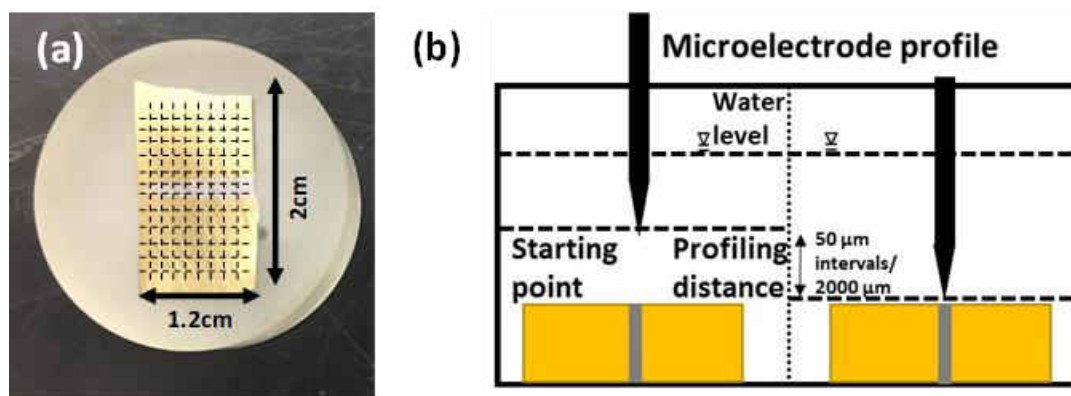 (a)
2cm
1.2cm
(b)
Microelectrode profile
Water
level
Starting
point
Profiling
distance
50 μm
intervals/
2000 μm